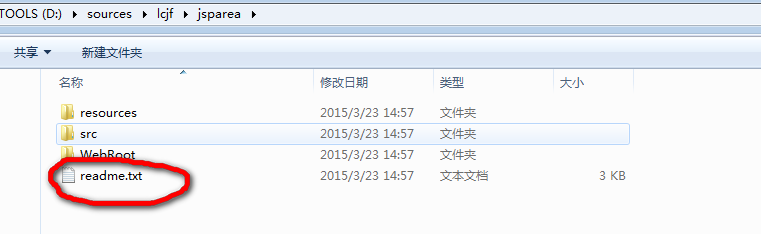 TOOLS (D:) ▸ sources ▸ lcjf ▸ jsparea ▸
共享 ▼ 新建文件夹
名称 修改日期 类型 大小
resources 2015/3/23 14:57 文件夹
src 2015/3/23 14:57 文件夹
WebRoot 2015/3/23 14:57 文件夹
readme.txt 2015/3/23 14:57 文本文档 3 KB